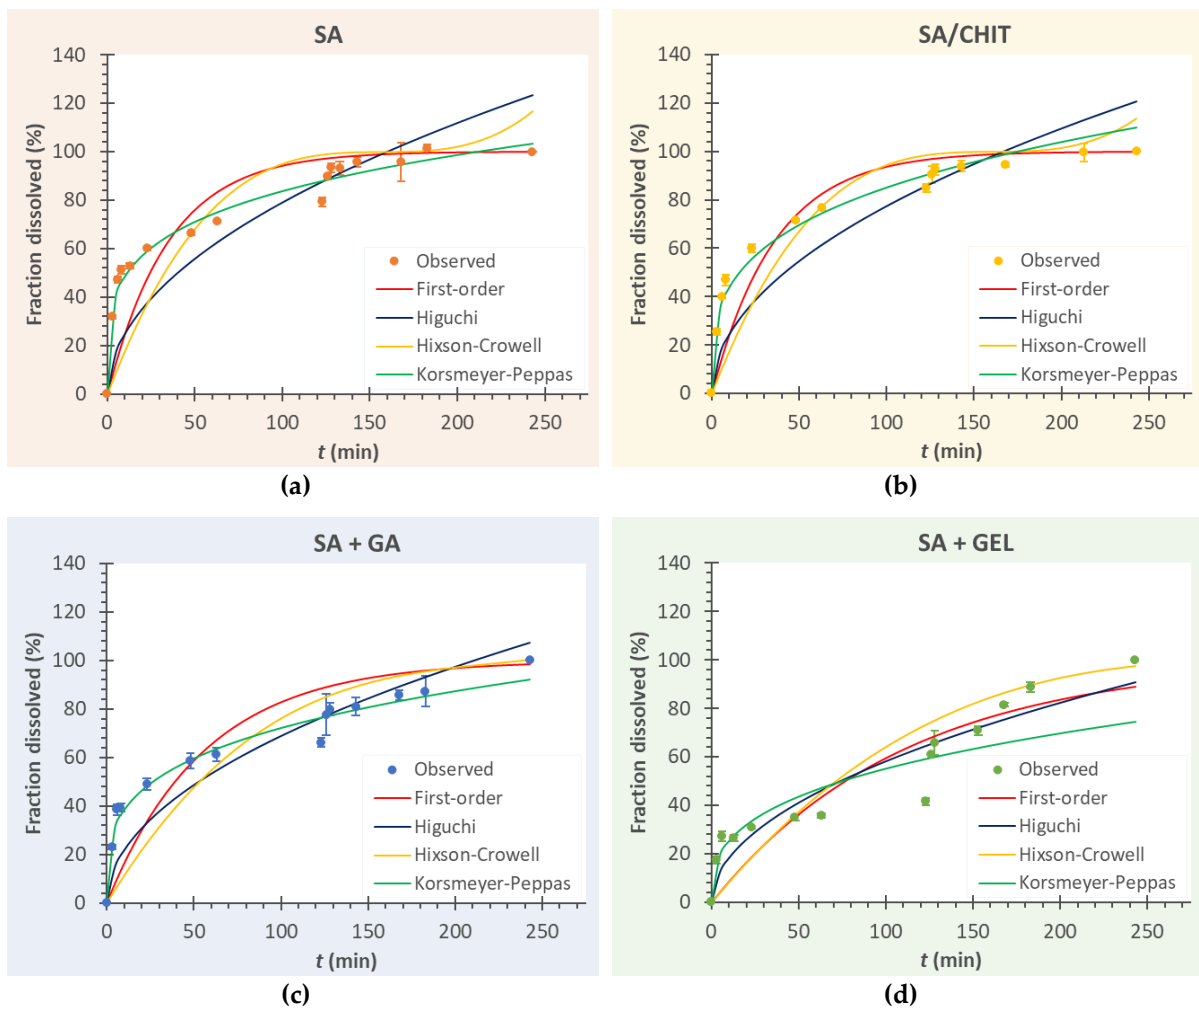 SA
Fraction dissolved (%)
140
120
100
80
60
40
20
0
Observed
First-order
Higuchi
Hixson-Crowell
Korsmeyer-Peppas
0 50 100 150 200 250
t (min)
(a)
SA/CHIT
Fraction dissolved (%)
140
120
100
80
60
40
20
0
Observed
First-order
Higuchi
Hixson-Crowell
Korsmeyer-Peppas
0 50 100 150 200 250
t (min)
(b)
SA + GA
Fraction dissolved (%)
140
120
100
80
60
40
20
0
Observed
First-order
Higuchi
Hixson-Crowell
Korsmeyer-Peppas
0 50 100 150 200 250
t (min)
(c)
SA + GEL
Fraction dissolved (%)
140
120
100
80
60
40
20
0
Observed
First-order
Higuchi
Hixson-Crowell
Korsmeyer-Peppas
0 50 100 150 200 250
t (min)
(d)